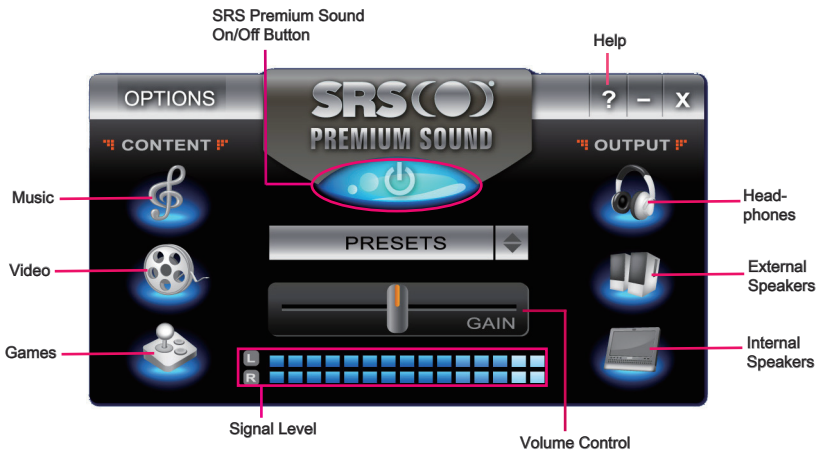 SRS Premium Sound
On/Off Button
Help
OPTIONS
SRS
? – X
PREMIUM SOUND
CONTENT
OUTPUT
Music
Head-
phones
PRESETS
Video
External
Speakers
GAIN
Games
Internal
Speakers
L
R
Signal Level
Volume Control